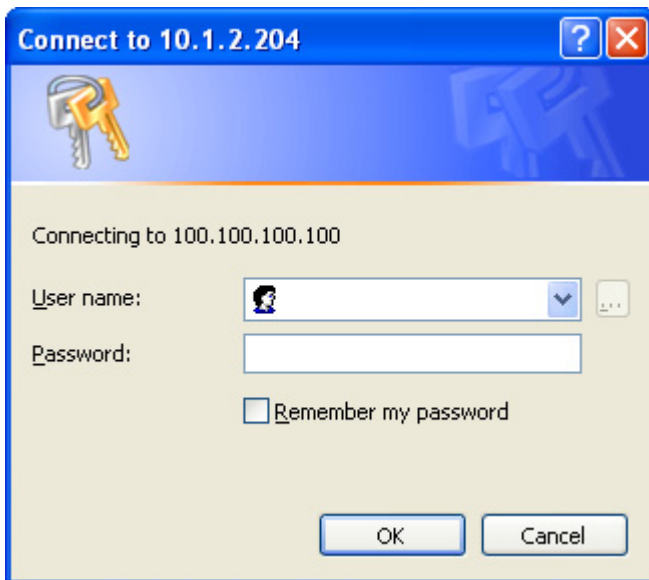 Connect to 10.1.2.204
Connecting to 100.100.100.100
User name:
...
Password:
Remember my password
OK Cancel